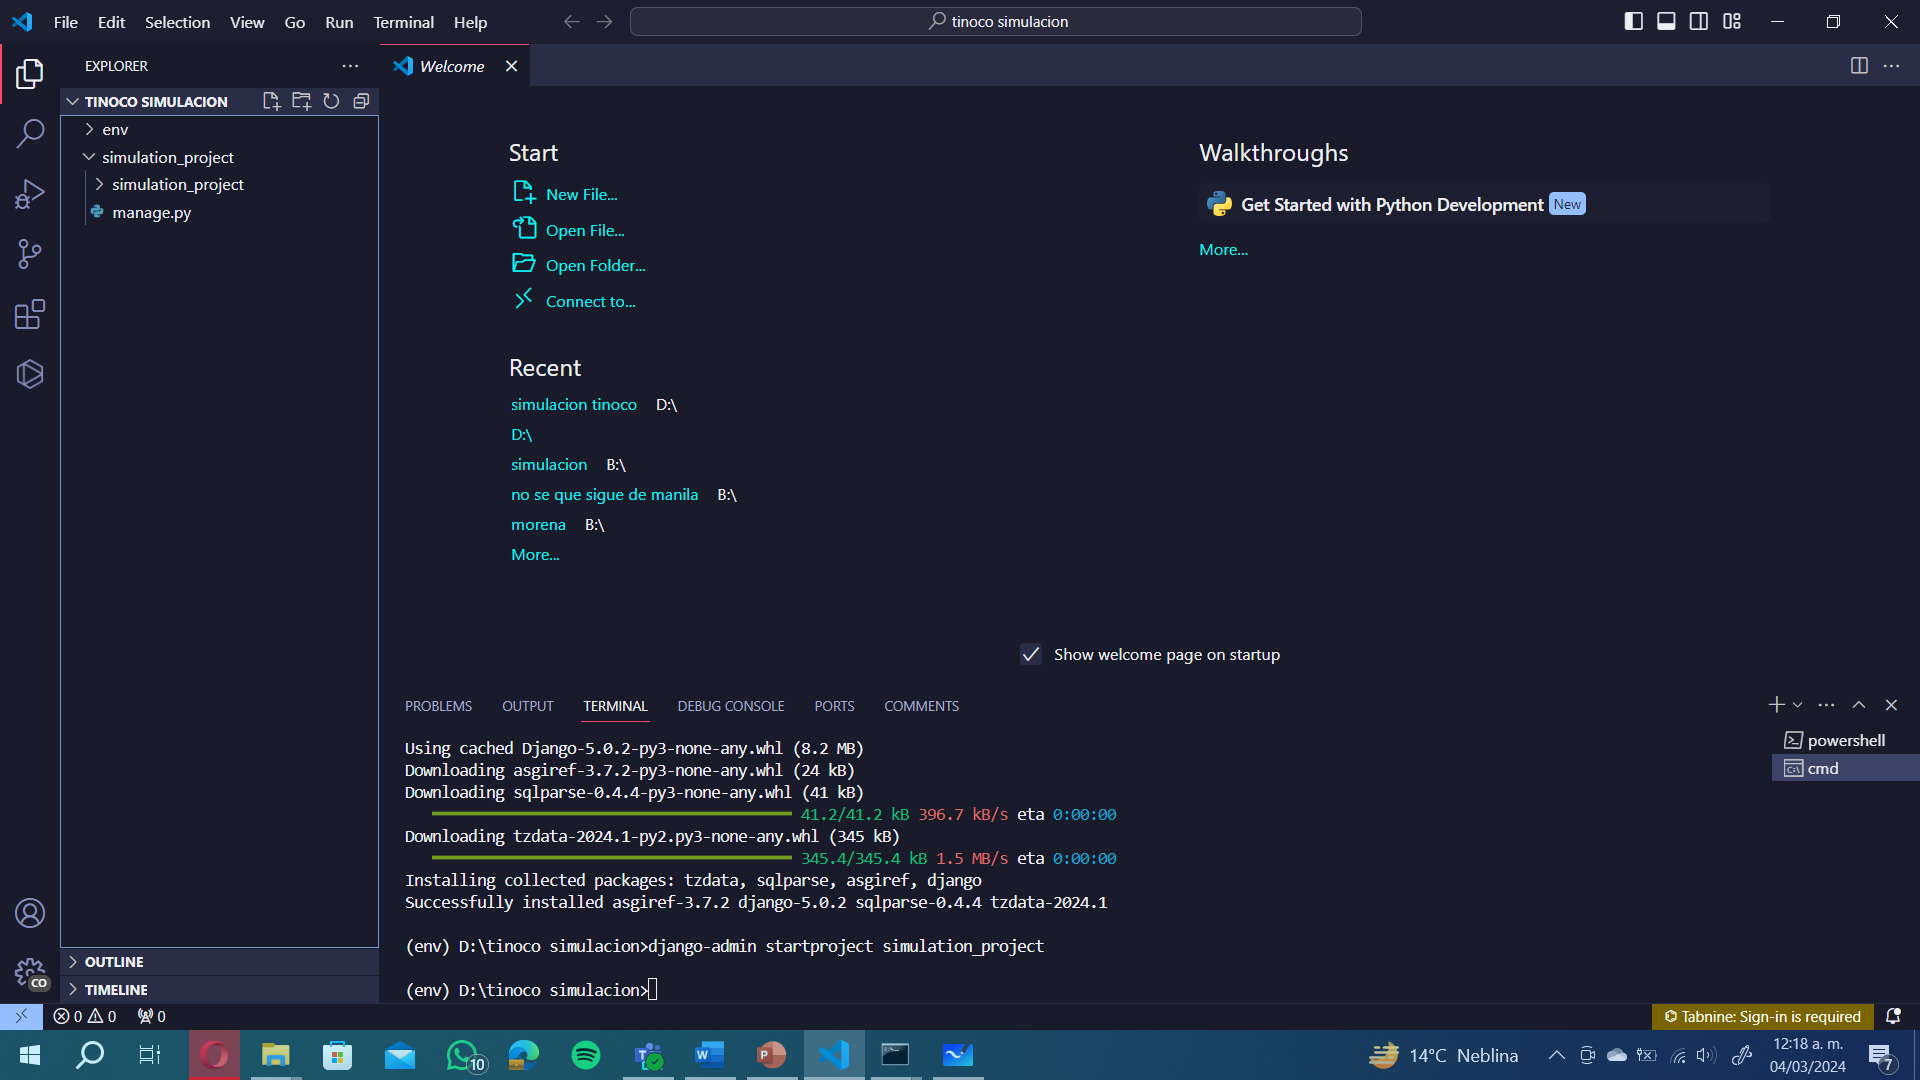 File Edit Selection View Go Run Terminal Help
tinoco simulacion
EXPLORER
Welcome
TINOCO SIMULACION
env
simulation_project
simulation_project
manage.py
Start
New File...
Open File...
Open Folder...
Connect to...
Walkthroughs
Get Started with Python Development New
More...
Recent
simulacion tinoco D:\
D:\
simulacion B:\
no se que sigue de manila B:\
morena B:\
More...
Show welcome page on startup
PROBLEMS OUTPUT TERMINAL DEBUG CONSOLE PORTS COMMENTS
Using cached Django-5.0.2-py3-none-any.whl (8.2 MB)
Downloading asgiref-3.7.2-py3-none-any.whl (24 kB)
Downloading sqlparse-0.4.4-py3-none-any.whl (41 kB)
41.2/41.2 kB 396.7 kB/s eta 0:00:00
Downloading tzdata-2024.1-py2.py3-none-any.whl (345 kB)
345.4/345.4 kB 1.5 MB/s eta 0:00:00
Installing collected packages: tzdata, sqlparse, asgiref, django
Successfully installed asgiref-3.7.2 django-5.0.2 sqlparse-0.4.4 tzdata-2024.1
(env) D:\tinoco simulacion>django-admin startproject simulation_project
(env) D:\tinoco simulacion>
powershell
cmd
OUTLINE
TIMELINE
CO
0 0 0
Tabnine: Sign-in is required
10
14°C Neblina
12:18 a. m.
04/03/2024
7